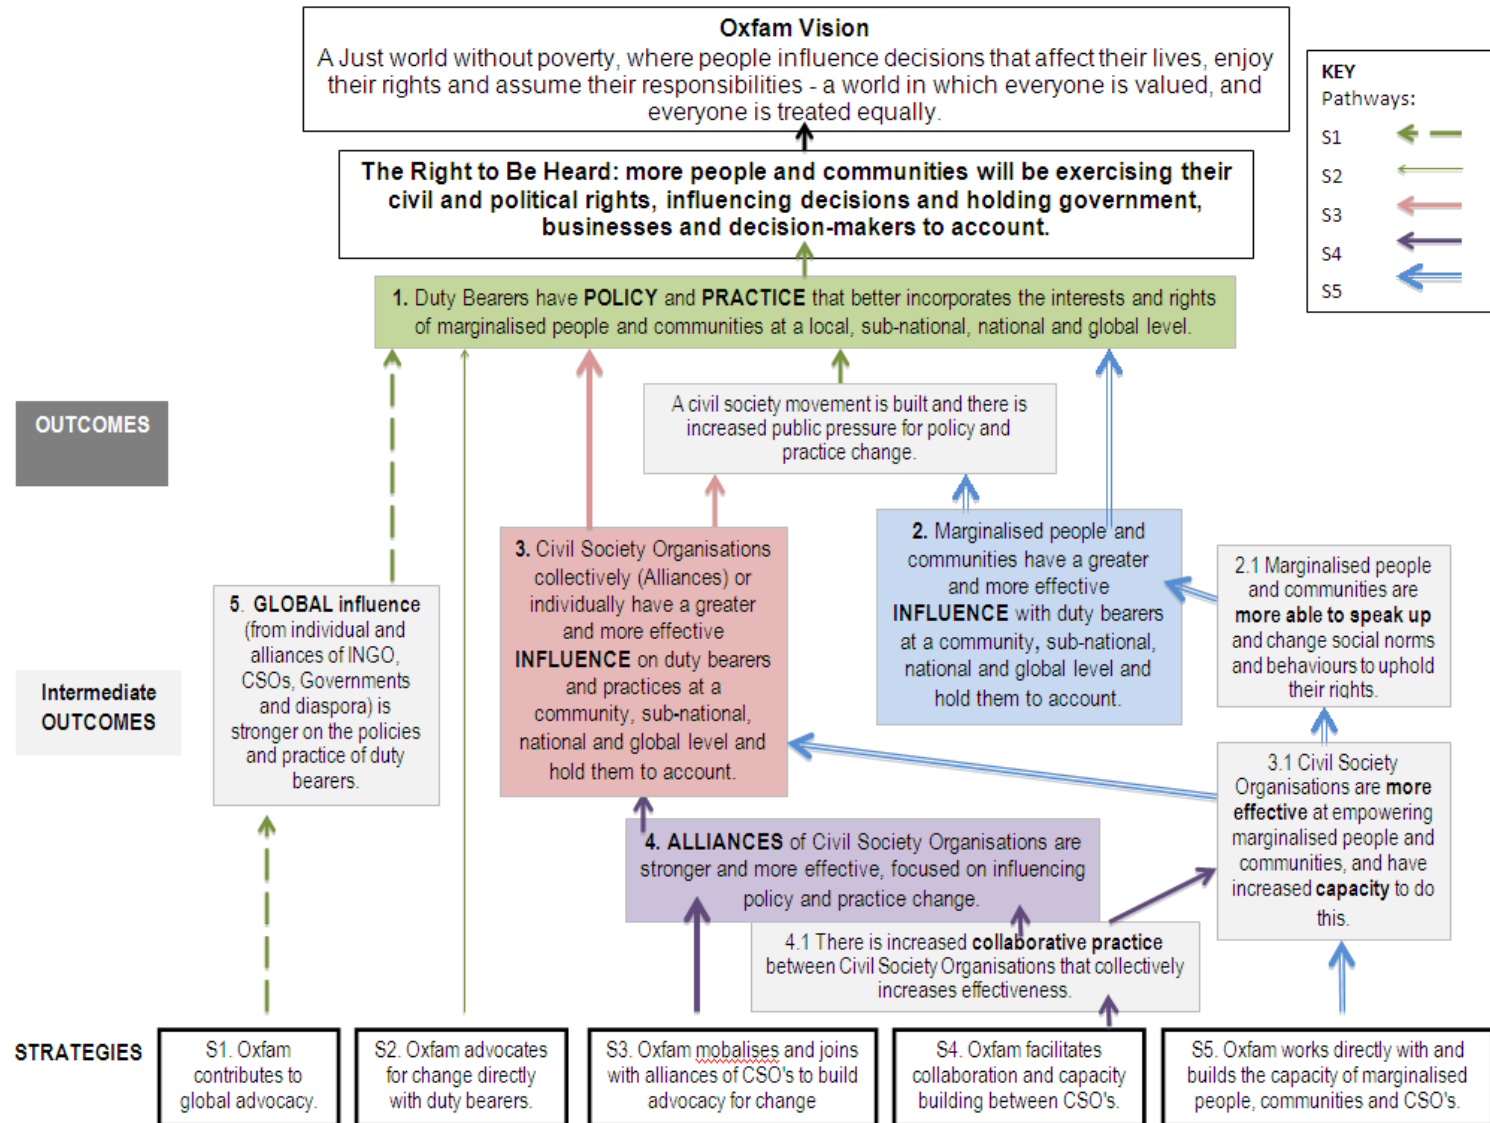 Oxfam Vision
A Just world without poverty, where people influence decisions that affect their lives, enjoy
their rights and assume their responsibilities - a world in which everyone is valued, and
everyone is treated equally.
KEY
Pathways:
S1
S2
S3
S4
S5
The Right to Be Heard: more people and communities will be exercising their
civil and political rights, influencing decisions and holding government,
businesses and decision-makers to account.
1. Duty Bearers have POLICY and PRACTICE that better incorporates the interests and rights
of marginalised people and communities at a local, sub-national, national and global level.
OUTCOMES
A civil society movement is built and there is
increased public pressure for policy and
practice change.
Intermediate
OUTCOMES
5. GLOBAL influence
(from individual and
alliances of INGO,
CSOs, Governments
and diaspora) is
stronger on the policies
and practice of duty
bearers.
3. Civil Society Organisations
collectively (Alliances) or
individually have a greater
and more effective
INFLUENCE on duty bearers
and practices at a
community, sub-national,
national and global level and
hold them to account.
2. Marginalised people and
communities have a greater
and more effective
INFLUENCE with duty bearers
at a community, sub-national,
national and global level and
hold them to account.
2.1 Marginalised people
and communities are
more able to speak up
and change social norms
and behaviours to uphold
their rights.
3.1 Civil Society
Organisations are more
effective at empowering
marginalised people and
communities, and have
increased capacity to do
this.
4. ALLIANCES of Civil Society Organisations are
stronger and more effective, focused on influencing
policy and practice change.
4.1 There is increased collaborative practice
between Civil Society Organisations that collectively
increases effectiveness.
STRATEGIES
S1. Oxfam
contributes to
global advocacy.
S2. Oxfam advocates
for change directly
with duty bearers.
S3. Oxfam mobalises and joins
with alliances of CSO's to build
advocacy for change
S4. Oxfam facilitates
collaboration and capacity
building between CSO's.
S5. Oxfam works directly with and
builds the capacity of marginalised
people, communities and CSO's.